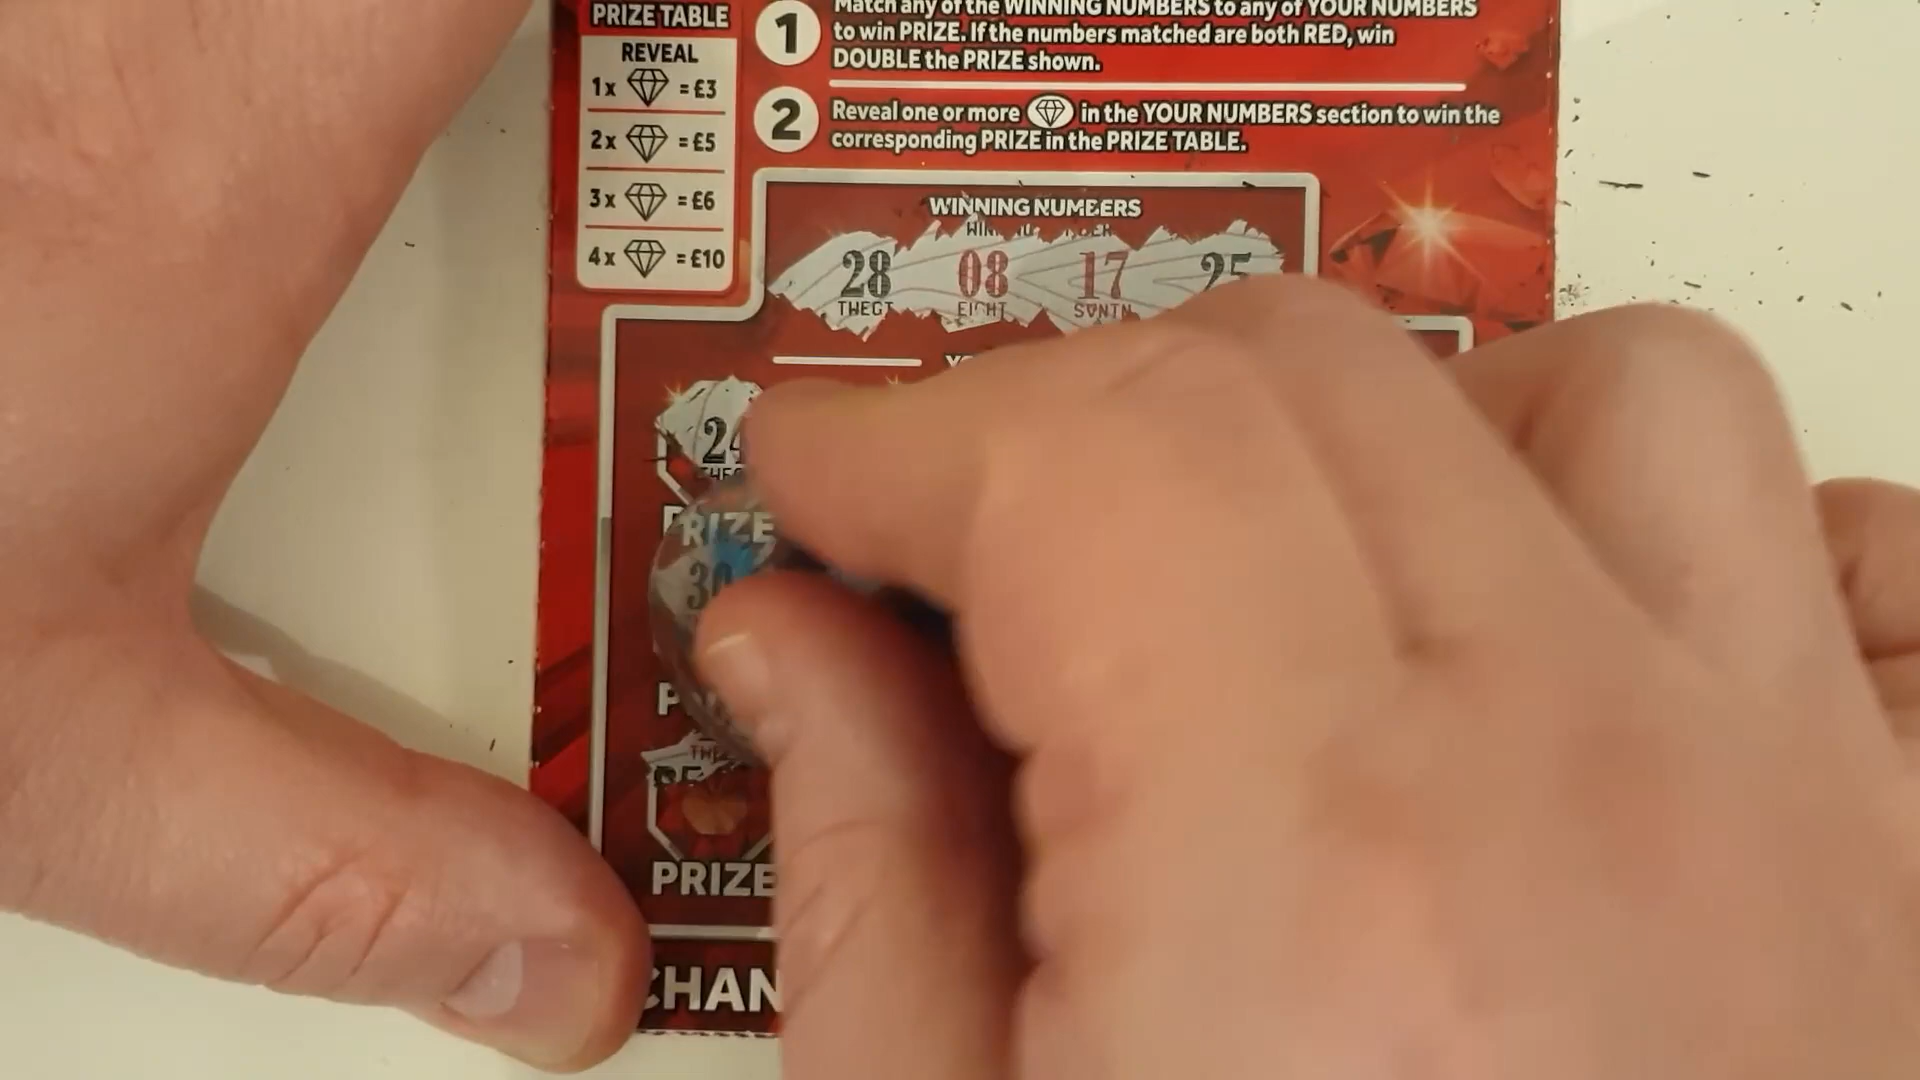 PRIZE TABLE
REVEAL
1x = £3
2x = £5
3x = £6
4x = £10
1
Match any of the WINNING NUMBERS to any of YOUR NUMBERS
to win PRIZE. If the numbers matched are both RED, win
DOUBLE the PRIZE shown.
2
Reveal one or more in the YOUR NUMBERS section to win the
corresponding PRIZE in the PRIZE TABLE.
WINNING NUMBERS
28 08 17 25
THEGT EIGHT SVNTN
24
PRIZE
30
PRIZE
CHAN